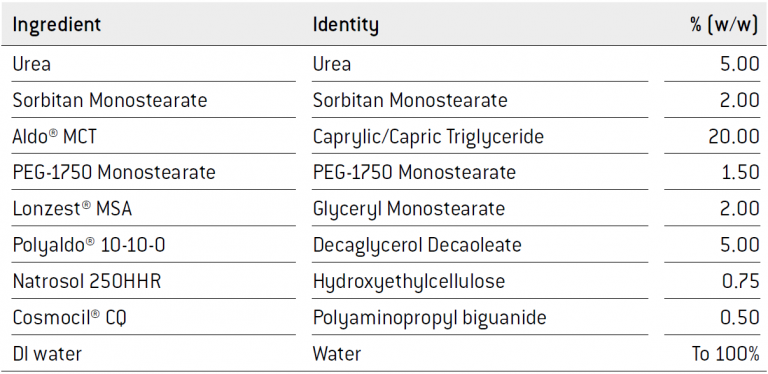 Ingredient Identity % (w/w)
Urea Urea 5.00
Sorbitan Monostearate Sorbitan Monostearate 2.00
Aldo® MCT Caprylic/Capric Triglyceride 20.00
PEG-1750 Monostearate PEG-1750 Monostearate 1.50
Lonzest® MSA Glyceryl Monostearate 2.00
Polyaldo® 10-10-O Decaglycerol Decaoleate 5.00
Natrosol 250HHR Hydroxyethylcellulose 0.75
Cosmocil® CQ Polyaminopropyl biguanide 0.50
DI water Water To 100%